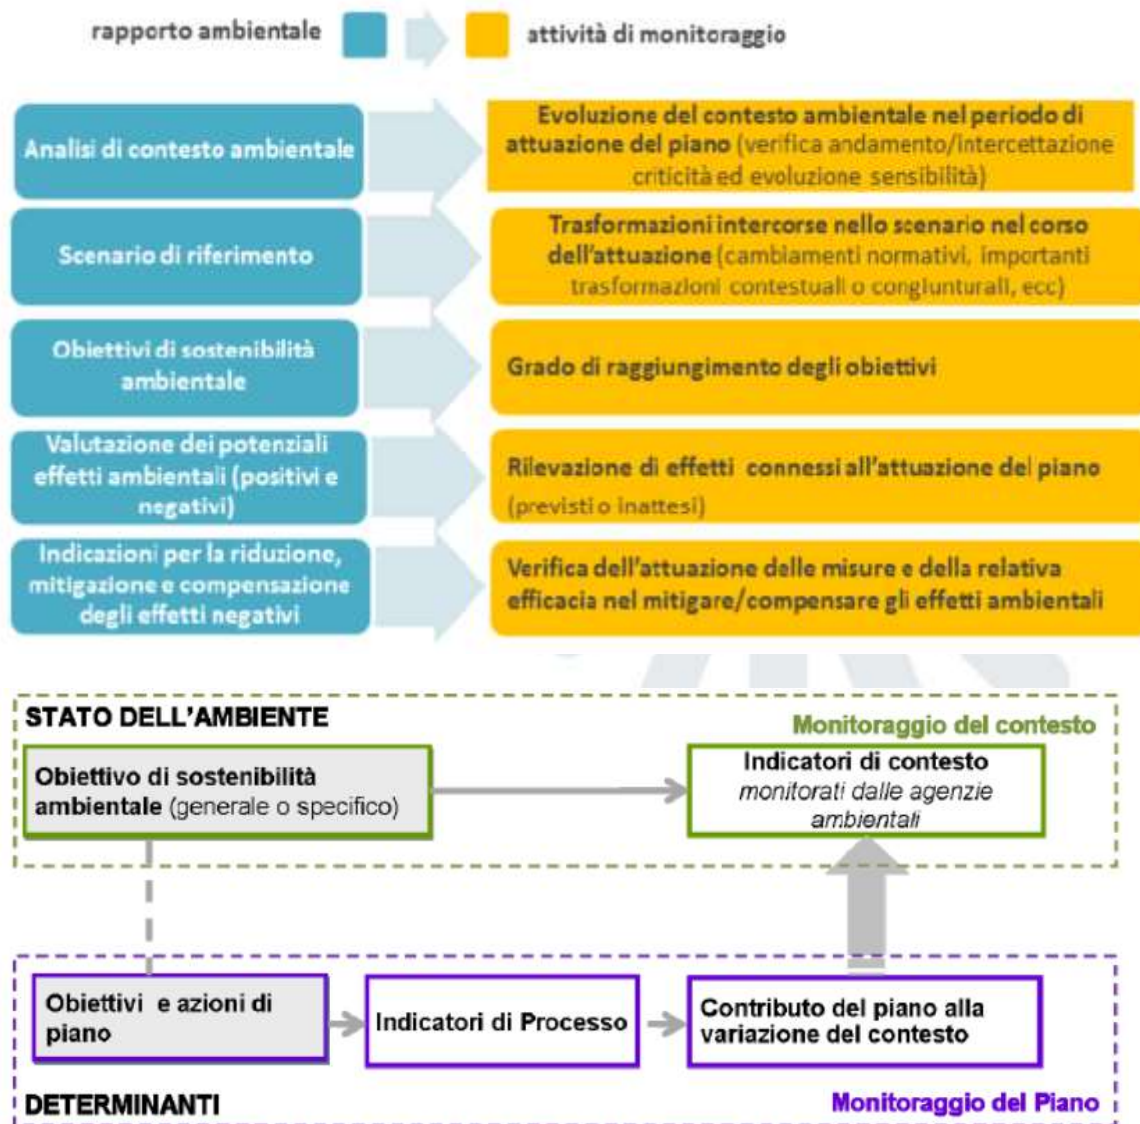 rapporto ambientale
attività di monitoraggio
Analisi di contesto ambientale
Evoluzione del contesto ambientale nel periodo di
attuazione del piano (verifica andamento/intercettazione
criticità ed evoluzione sensibilità)
Scenario di riferimento
Trasformazioni intercorse nello scenario nel corso
dell'attuazione (cambiamenti normativi, importanti
trasformazioni contestuali o congiunturali, ecc)
Obiettivi di sostenibilità
ambientale
Grado di raggiungimento degli obiettivi
Valutazione dei potenziali
effetti ambientali (positivi e
negativi)
Rilevazione di effetti connessi all'attuazione del piano
(previsti o inattesi)
Indicazioni per la riduzione,
mitigazione e compensazione
degli effetti negativi
Verifica dell'attuazione delle misure e della relativa
efficacia nel mitigare/compensare gli effetti ambientali
STATO DELL'AMBIENTE
Monitoraggio del contesto
Obiettivo di sostenibilità
ambientale (generale o specifico)
Indicatori di contesto
monitorati dalle agenzie
ambientali
Obiettivi e azioni di
piano
Indicatori di Processo
Contributo del piano alla
variazione del contesto
DETERMINANTI
Monitoraggio del Piano